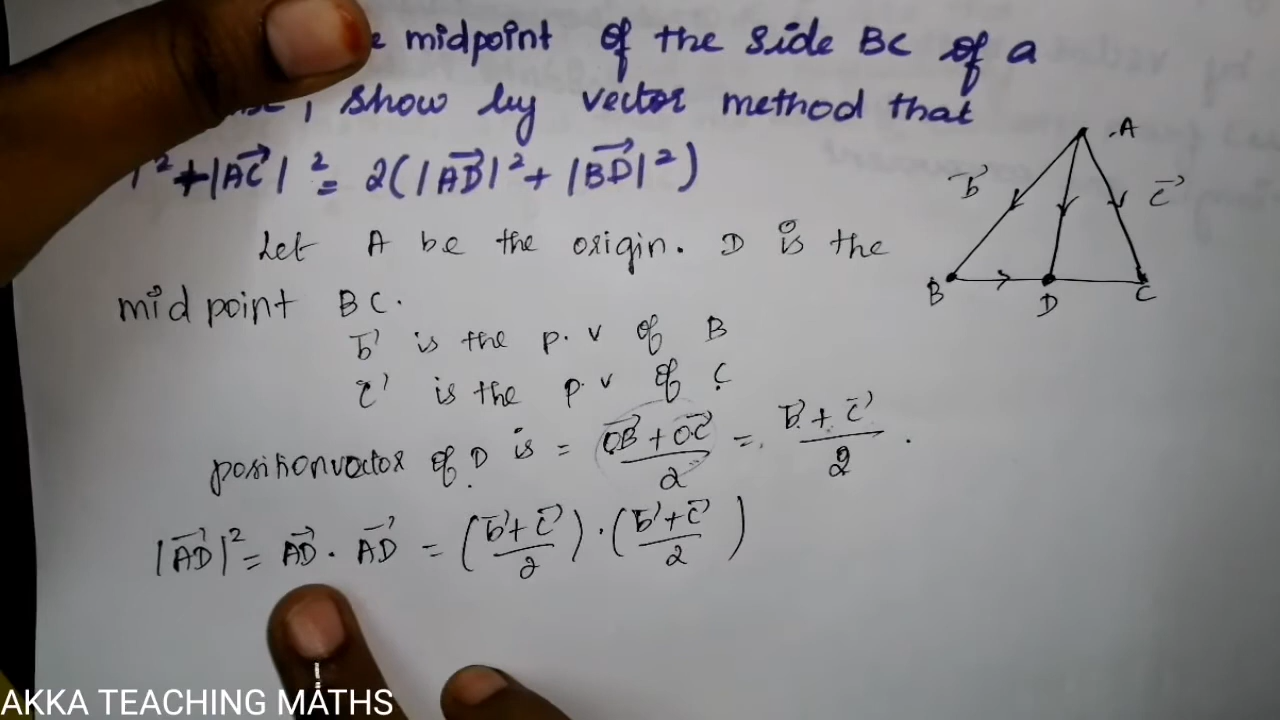 midpoint of the side BC of a
, show by vector method that
|² + |AC⃗|² = 2(|AD⃗|² + |BD⃗|²)
Let A be the origin. D is the
midpoint BC.
b⃗ is the p.v of B
c⃗ is the p.v of C
position vector of D is = (OB⃗ + OC⃗)/2 = (b⃗ + c⃗)/2 .
|AD⃗|² = AD⃗ . AD⃗ = ((b⃗ + c⃗)/2) . ((b⃗ + c⃗)/2)
A
b⃗ c⃗
B D C
AKKA TEACHING MATHS